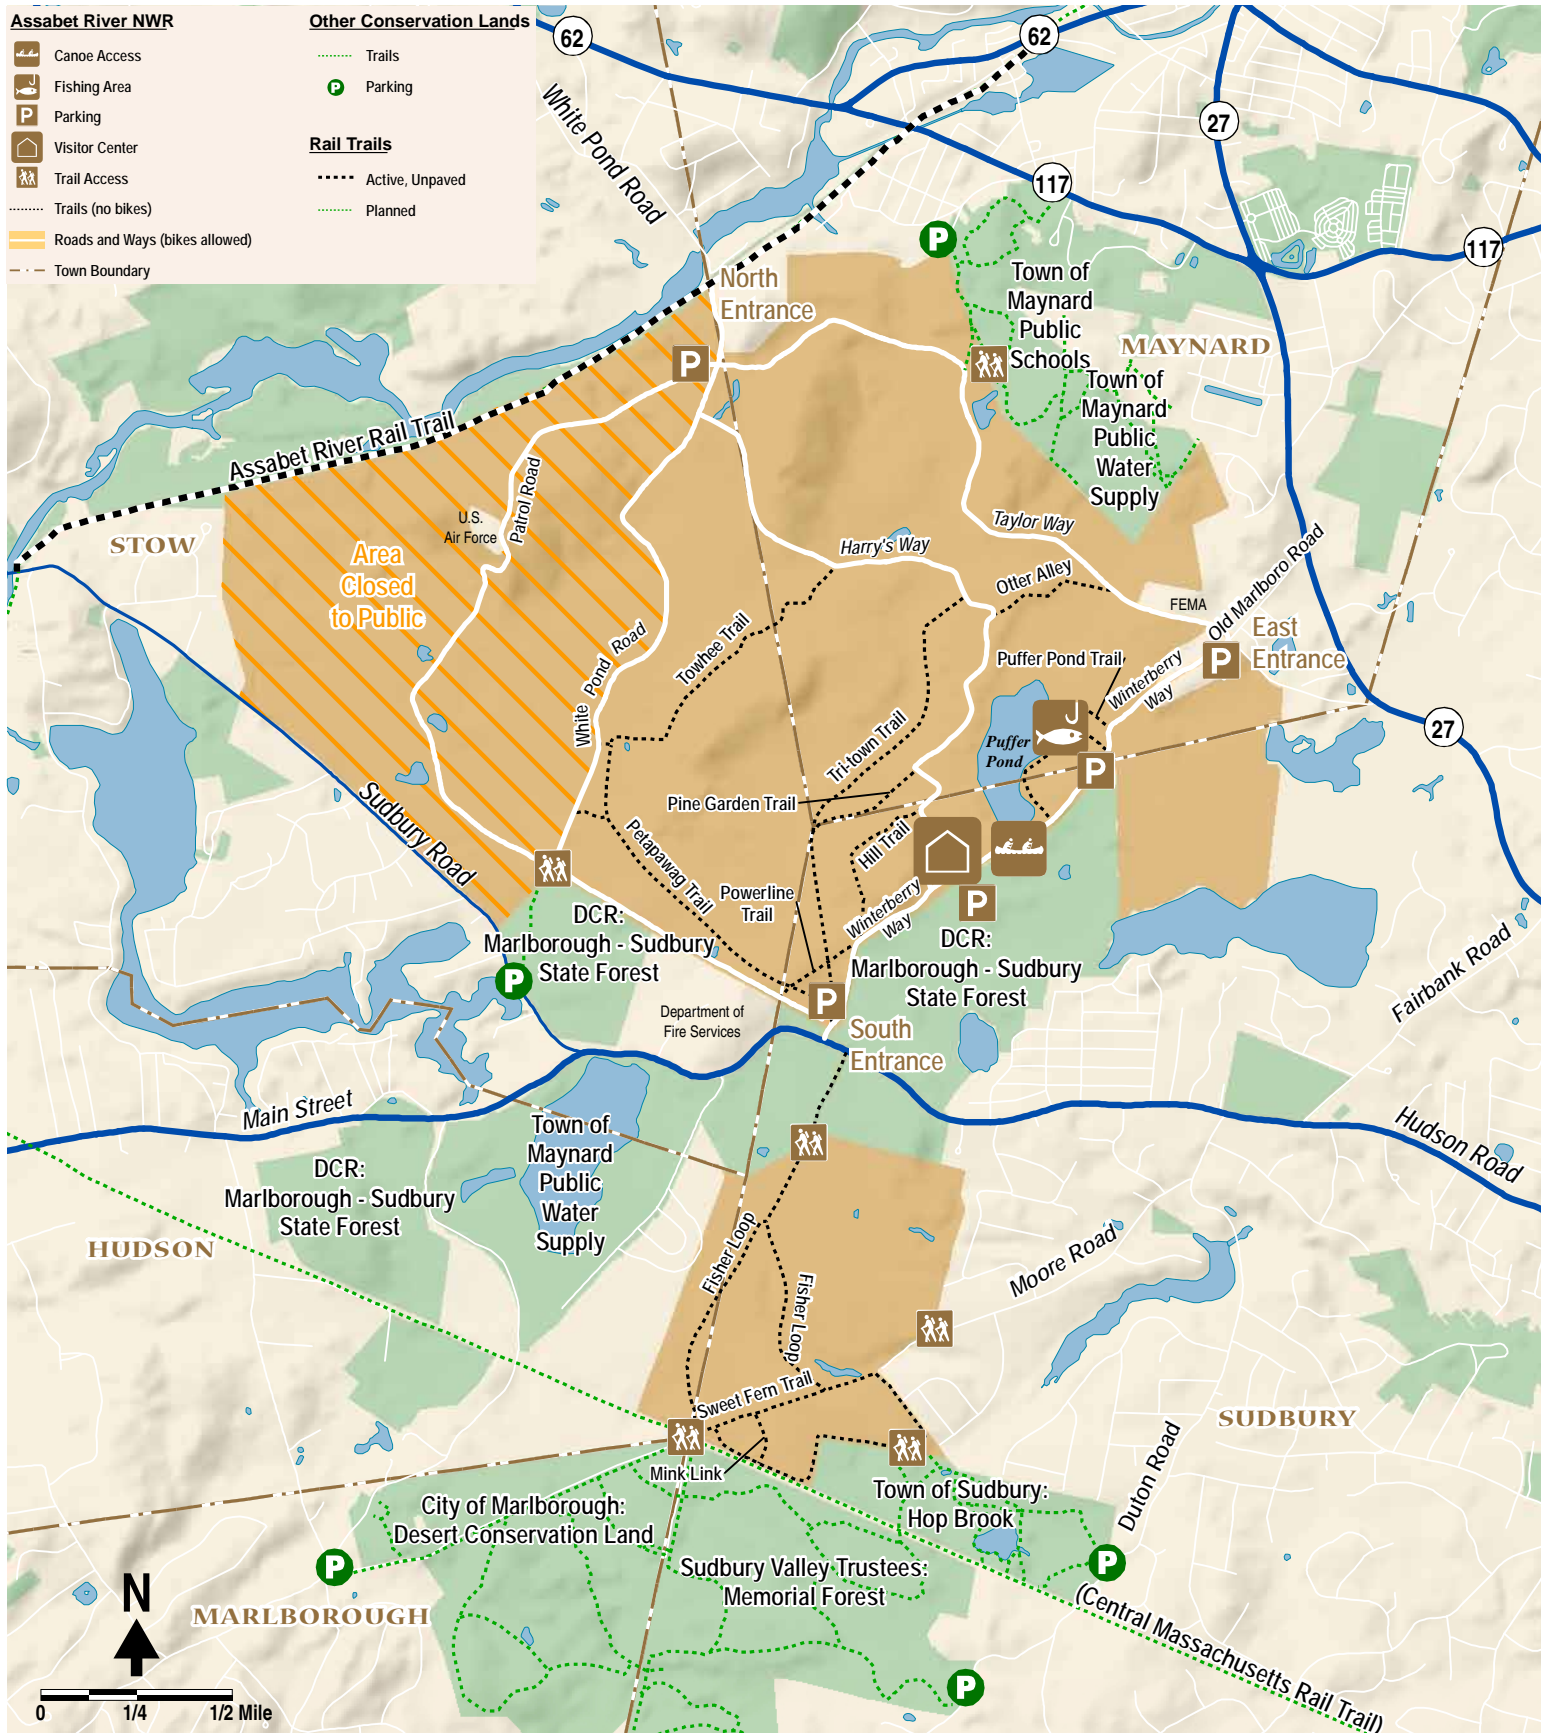 Assabet River NWR
Canoe Access
Fishing Area
P
Parking
Visitor Center
Trail Access
Trails (no bikes)
Roads and Ways (bikes allowed)
Town Boundary
Other Conservation Lands
Trails
P
Parking
Rail Trails
Active, Unpaved
Planned
62
62
27
117
117
27
White Pond Road
North
Entrance
P
P
Town of
Maynard
Public
Schools
MAYNARD
Town of
Maynard
Public
Water
Supply
Assabet River Rail Trail
Patrol Road
U.S.
Air Force
STOW
Area
Closed
to Public
Taylor Way
Harry's Way
Otter Alley
FEMA
Old Marlboro Road
East
Entrance
P
Puffer Pond Trail
Winterberry
Way
Towhee Trail
White Pond Road
Puffer
Pond
P
Tri-town Trail
Pine Garden Trail
Sudbury Road
Petapawag Trail
Hill Trail
Powerline
Trail
Winterberry
Way
P
DCR:
Marlborough - Sudbury
State Forest
P
DCR:
Marlborough - Sudbury
State Forest
Fairbank Road
Department of
Fire Services
P
South
Entrance
Main Street
Hudson Road
Town of
Maynard
Public
Water
Supply
DCR:
Marlborough - Sudbury
State Forest
HUDSON
Fisher Loop
Fisher Loop
Moore Road
Sweet Fern Trail
SUDBURY
Mink Link
Duton Road
Town of Sudbury:
Hop Brook
City of Marlborough:
Desert Conservation Land
P
P
Sudbury Valley Trustees:
Memorial Forest
(Central Massachusetts Rail Trail)
N
MARLBOROUGH
P
0 1/4 1/2 Mile